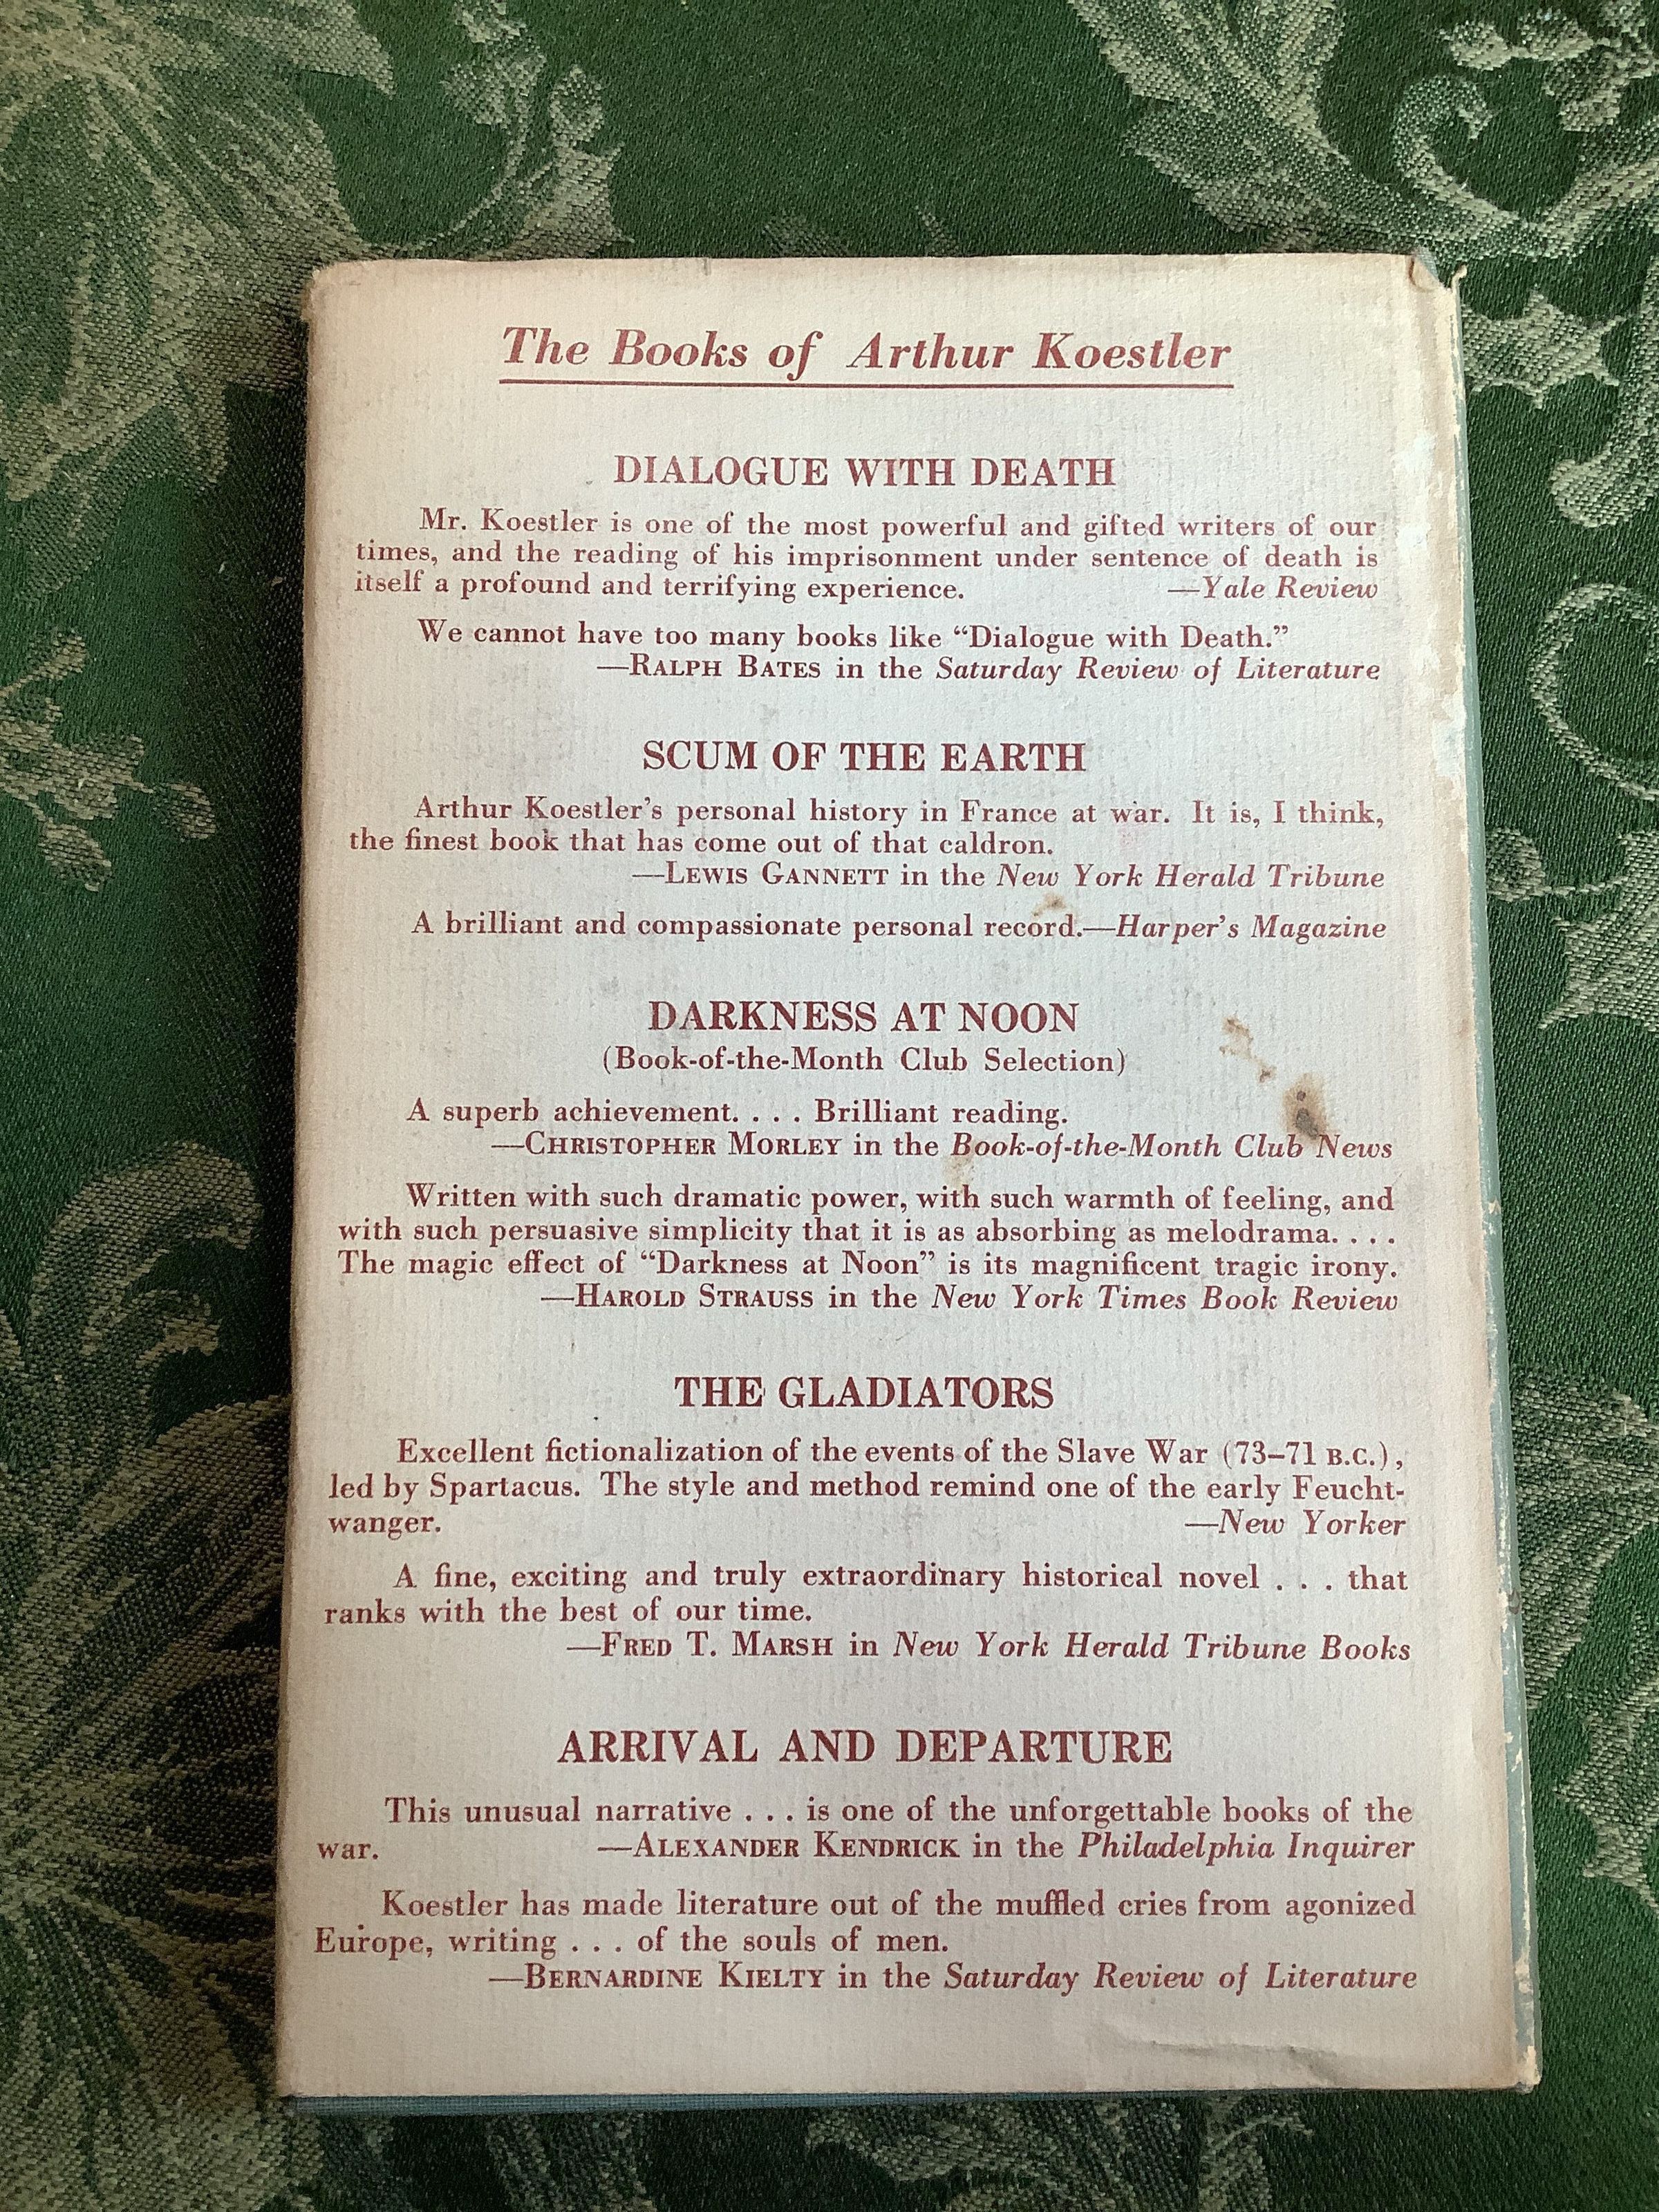 The Books of Arthur Koestler
DIALOGUE WITH DEATH
Mr. Koestler is one of the most powerful and gifted writers of our
times, and the reading of his imprisonment under sentence of death is
itself a profound and terrifying experience. —Yale Review
We cannot have too many books like “Dialogue with Death.”
—RALPH BATES in the Saturday Review of Literature
SCUM OF THE EARTH
Arthur Koestler’s personal history in France at war. It is, I think,
the finest book that has come out of that caldron.
—LEWIS GANNETT in the New York Herald Tribune
A brilliant and compassionate personal record.—Harper’s Magazine
DARKNESS AT NOON
(Book-of-the-Month Club Selection)
A superb achievement. . . . Brilliant reading.
—CHRISTOPHER MORLEY in the Book-of-the-Month Club News
Written with such dramatic power, with such warmth of feeling, and
with such persuasive simplicity that it is as absorbing as melodrama. . . .
The magic effect of “Darkness at Noon” is its magnificent tragic irony.
—HAROLD STRAUSS in the New York Times Book Review
THE GLADIATORS
Excellent fictionalization of the events of the Slave War (73–71 B.C.),
led by Spartacus. The style and method remind one of the early Feucht-
wanger. —New Yorker
A fine, exciting and truly extraordinary historical novel . . . that
ranks with the best of our time.
—FRED T. MARSH in New York Herald Tribune Books
ARRIVAL AND DEPARTURE
This unusual narrative . . . is one of the unforgettable books of the
war. —ALEXANDER KENDRICK in the Philadelphia Inquirer
Koestler has made literature out of the muffled cries from agonized
Europe, writing . . . of the souls of men.
—BERNARDINE KIELTY in the Saturday Review of Literature